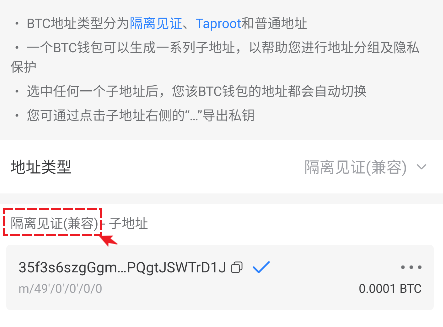 · BTC地址类型分为隔离见证、Taproot和普通地址
· 一个BTC钱包可以生成一系列子地址，以帮助您进行地址分组及隐私
保护
· 选中任何一个子地址后，您该BTC钱包的地址都会自动切换
· 您可通过点击子地址右侧的“...”导出私钥
地址类型 隔离见证(兼容)
隔离见证(兼容) - 子地址
35f3s6szgGgm...PQgtJSWTrD1J
m/49'/0'/0'/0/0 0.0001 BTC